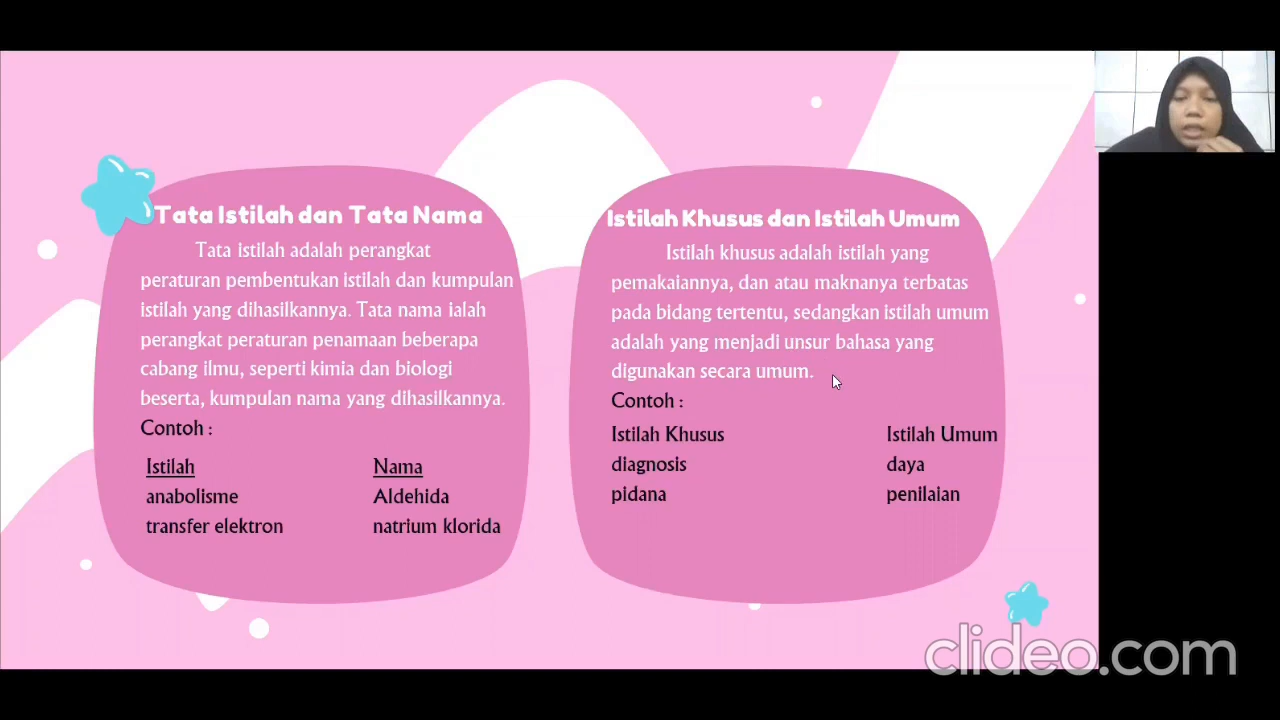 Tata Istilah dan Tata Nama
Tata istilah adalah perangkat
peraturan pembentukan istilah dan kumpulan
istilah yang dihasilkannya. Tata nama ialah
perangkat peraturan penamaan beberapa
cabang ilmu, seperti kimia dan biologi
beserta, kumpulan nama yang dihasilkannya.
Contoh :
Istilah Nama
anabolisme Aldehida
transfer elektron natrium klorida
Istilah Khusus dan Istilah Umum
Istilah khusus adalah istilah yang
pemakaiannya, dan atau maknanya terbatas
pada bidang tertentu, sedangkan istilah umum
adalah yang menjadi unsur bahasa yang
digunakan secara umum.
Contoh :
Istilah Khusus Istilah Umum
diagnosis daya
pidana penilaian
clideo.com